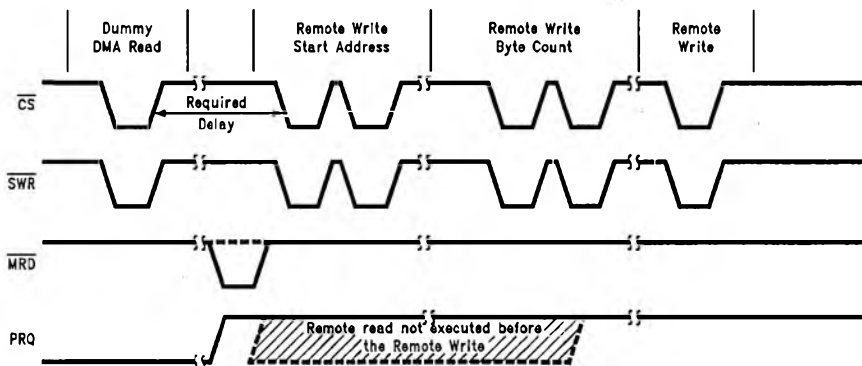 Dummy
DMA Read
Remote Write
Start Address
Remote Write
Byte Count
Remote
Write
CS
Required
Delay
SWR
MRD
PRQ
Remote read not executed before
the Remote Write